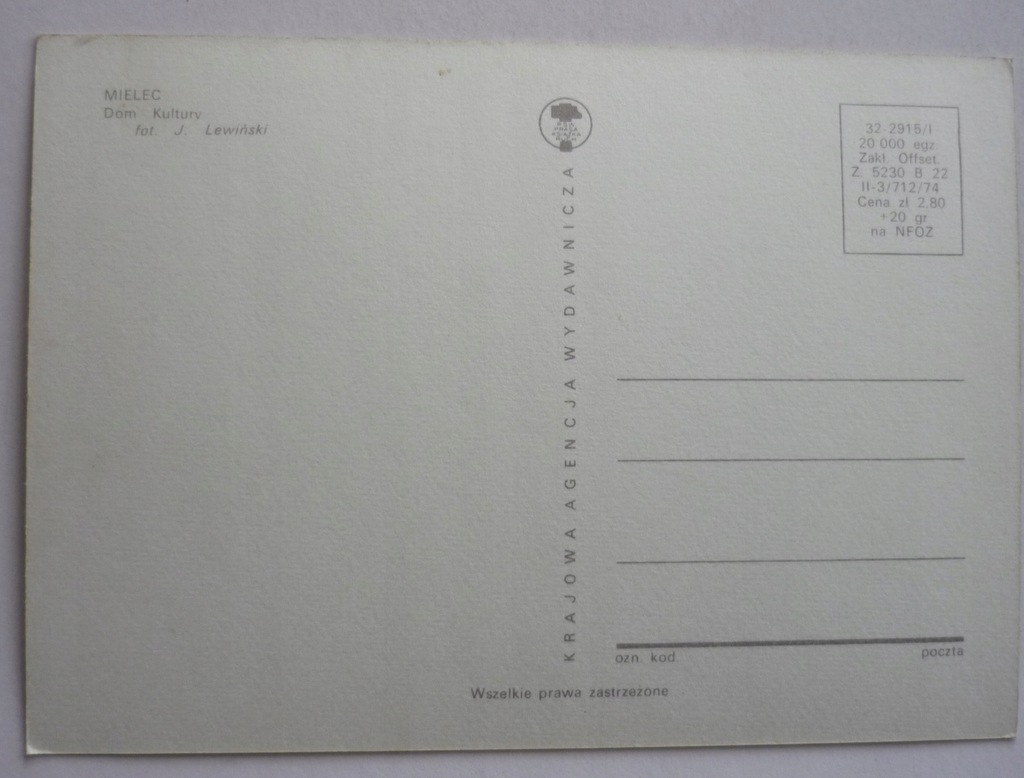 MIELEC
Dom Kultury
fot. J. Lewiński
KRAJOWA AGENCJA WYDAWNICZA
32-2915/I
20 000 egz.
Zakł. Offset.
Z. 5230 B 22
II-3/712/74
Cena zł 2,80
+20 gr
na NFOZ
ozn. kod.
poczta
Wszelkie prawa zastrzeżone